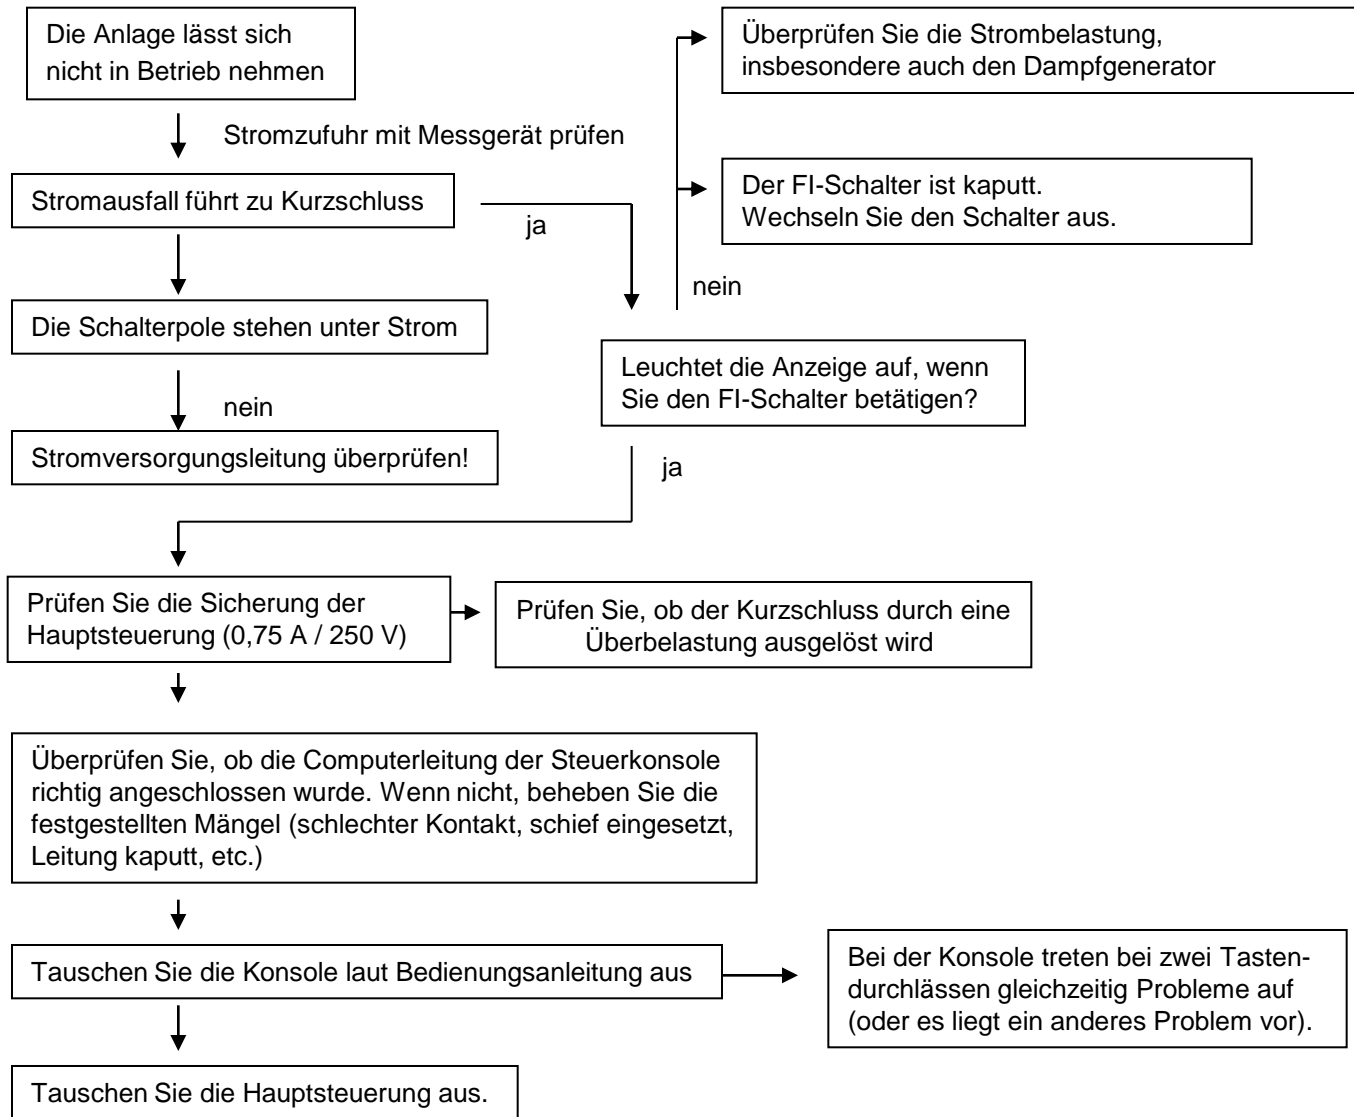 Die Anlage lässt sich
nicht in Betrieb nehmen
Überprüfen Sie die Strombelastung,
insbesondere auch den Dampfgenerator
Stromzufuhr mit Messgerät prüfen
Der FI-Schalter ist kaputt.
Wechseln Sie den Schalter aus.
Stromausfall führt zu Kurzschluss
ja
nein
Die Schalterpole stehen unter Strom
Leuchtet die Anzeige auf, wenn
Sie den FI-Schalter betätigen?
nein
Stromversorgungsleitung überprüfen!
ja
Prüfen Sie die Sicherung der
Hauptsteuerung (0,75 A / 250 V)
Prüfen Sie, ob der Kurzschluss durch eine
Überbelastung ausgelöst wird
Überprüfen Sie, ob die Computerleitung der Steuerkonsole
richtig angeschlossen wurde. Wenn nicht, beheben Sie die
festgestellten Mängel (schlechter Kontakt, schief eingesetzt,
Leitung kaputt, etc.)
Tauschen Sie die Konsole laut Bedienungsanleitung aus
Bei der Konsole treten bei zwei Tasten-
durchlässen gleichzeitig Probleme auf
(oder es liegt ein anderes Problem vor).
Tauschen Sie die Hauptsteuerung aus.